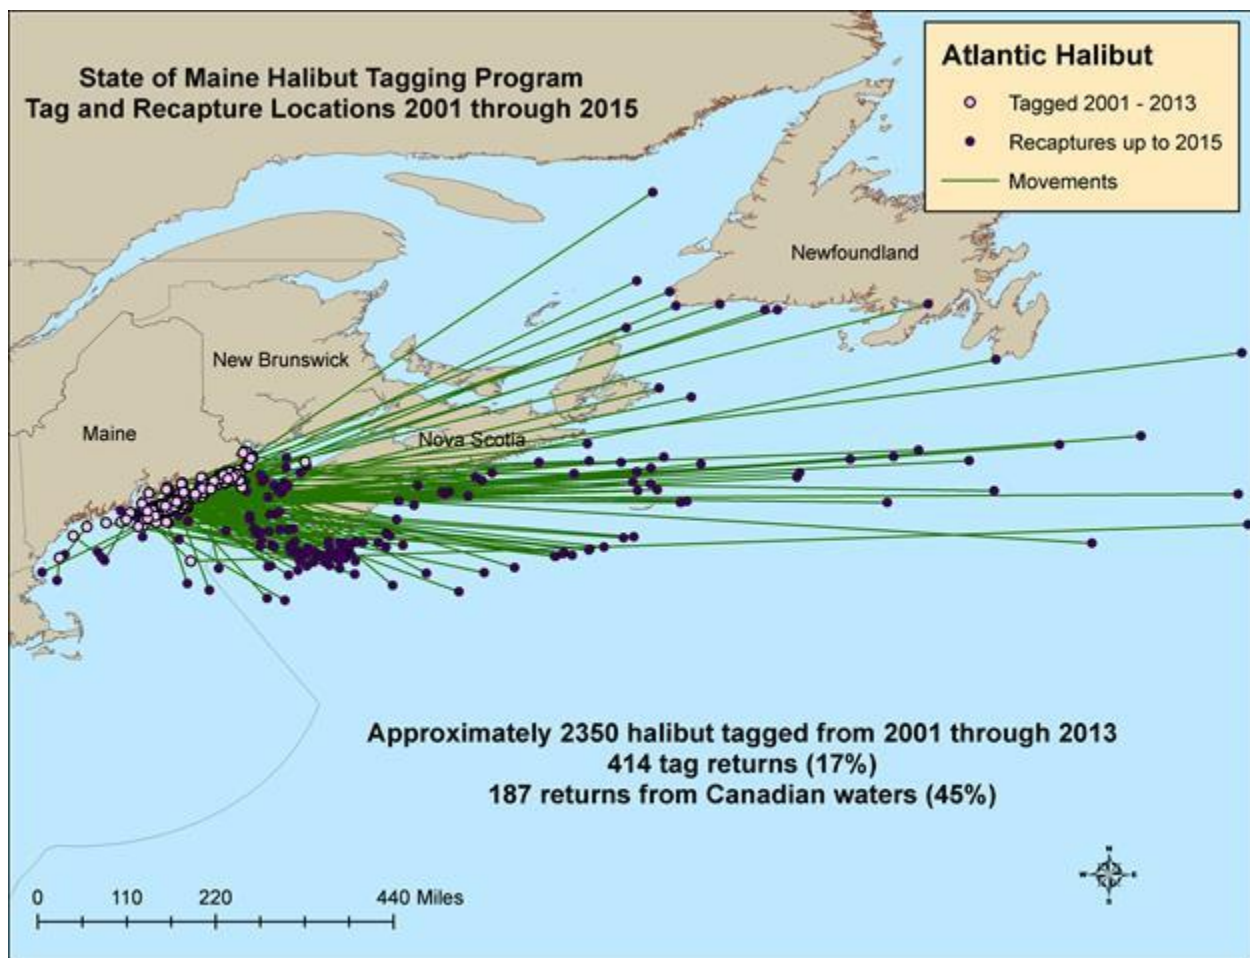 State of Maine Halibut Tagging Program
Tag and Recapture Locations 2001 through 2015
Atlantic Halibut
Tagged 2001 - 2013
Recaptures up to 2015
Movements
Newfoundland
New Brunswick
Maine
Nova Scotia
Approximately 2350 halibut tagged from 2001 through 2013
414 tag returns (17%)
187 returns from Canadian waters (45%)
0 110 220 440 Miles
N
W E
S